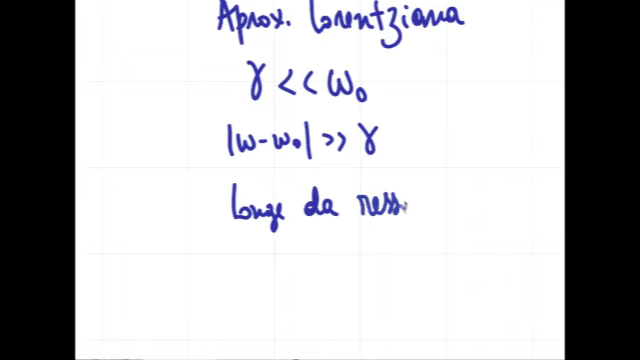 Aprox. Lorentziana
γ << ω₀
|ω-ω₀| >> γ
Longe da ress